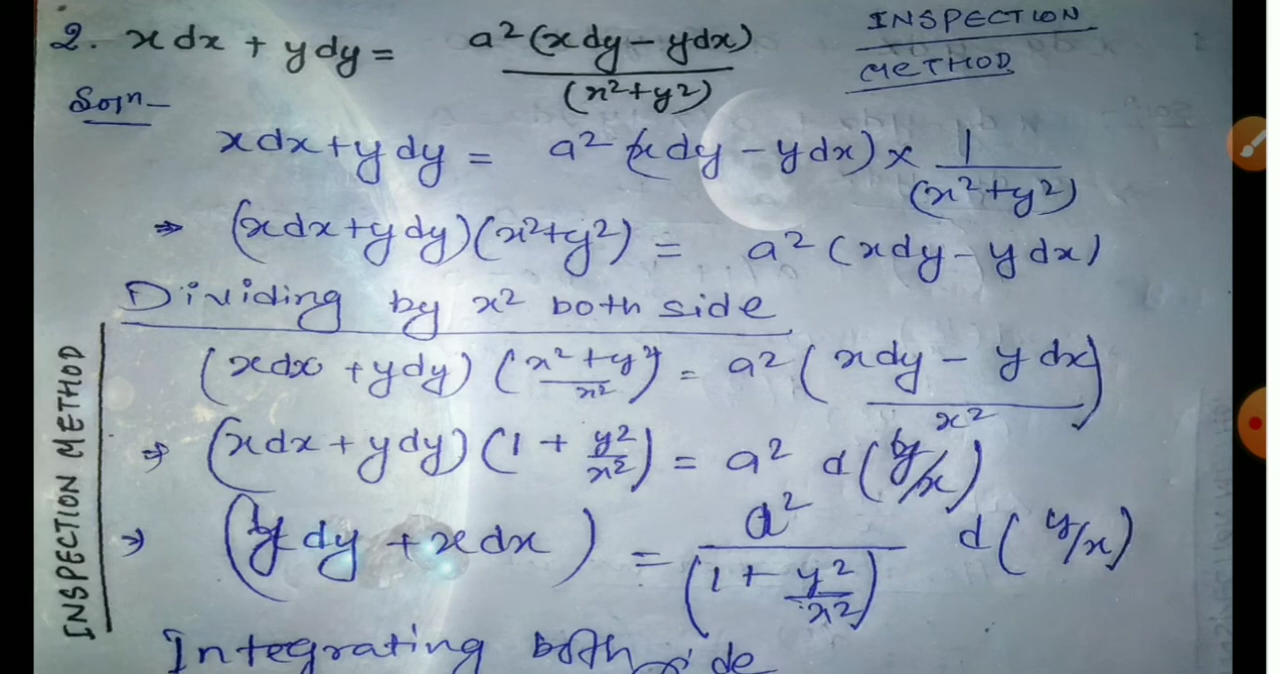 2. xdx + ydy = a²(xdy - ydx) / (x²+y²)
INSPECTION
METHOD
Soln-
xdx + ydy = a² (xdy - ydx) × 1 / (x²+y²)
⇒ (xdx + ydy)(x²+y²) = a² (xdy - ydx)
Dividing by x² both side
(xdx + ydy) (x²+y² / x²) = a² (xdy - ydx / x²)
⇒ (xdx + ydy) (1 + y²/x²) = a² d(y/x)
⇒ (ydy + xdx) = a² / (1 + y²/x²) d(y/x)
Integrating both side
INSPECTION METHOD